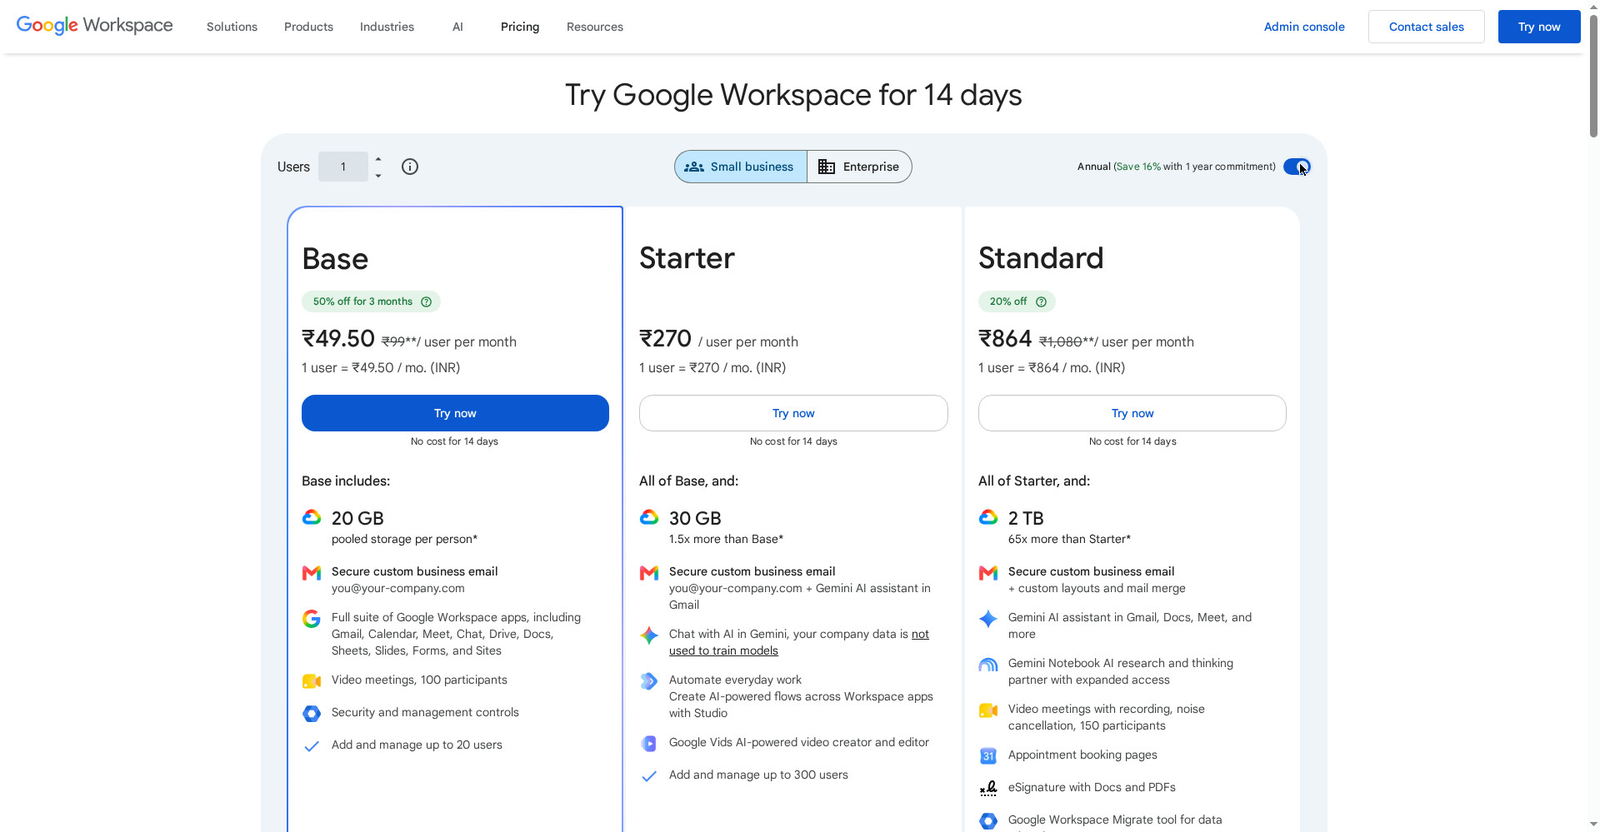 Google Workspace
Solutions
Products
Industries
AI
Pricing
Resources
Admin console
Contact sales
Try now
Try Google Workspace for 14 days
Users
1
Small business
Enterprise
Annual (Save 16% with 1 year commitment)
Base
50% off for 3 months
₹49.50 ₹99**/ user per month
1 user = ₹49.50 / mo. (INR)
Try now
No cost for 14 days
Base includes:
20 GB
pooled storage per person*
Secure custom business email
you@your-company.com
Full suite of Google Workspace apps, including
Gmail, Calendar, Meet, Chat, Drive, Docs,
Sheets, Slides, Forms, and Sites
Video meetings, 100 participants
Security and management controls
Add and manage up to 20 users
Starter
₹270 / user per month
1 user = ₹270 / mo. (INR)
Try now
No cost for 14 days
All of Base, and:
30 GB
1.5x more than Base*
Secure custom business email
you@your-company.com + Gemini AI assistant in
Gmail
Chat with AI in Gemini, your company data is not
used to train models
Automate everyday work
Create AI-powered flows across Workspace apps
with Studio
Google Vids AI-powered video creator and editor
Add and manage up to 300 users
Standard
20% off
₹864 ₹1,080**/ user per month
1 user = ₹864 / mo. (INR)
Try now
No cost for 14 days
All of Starter, and:
2 TB
65x more than Starter*
Secure custom business email
+ custom layouts and mail merge
Gemini AI assistant in Gmail, Docs, Meet, and
more
Gemini Notebook AI research and thinking
partner with expanded access
Video meetings with recording, noise
cancellation, 150 participants
31
Appointment booking pages
eSignature with Docs and PDFs
Google Workspace Migrate tool for data